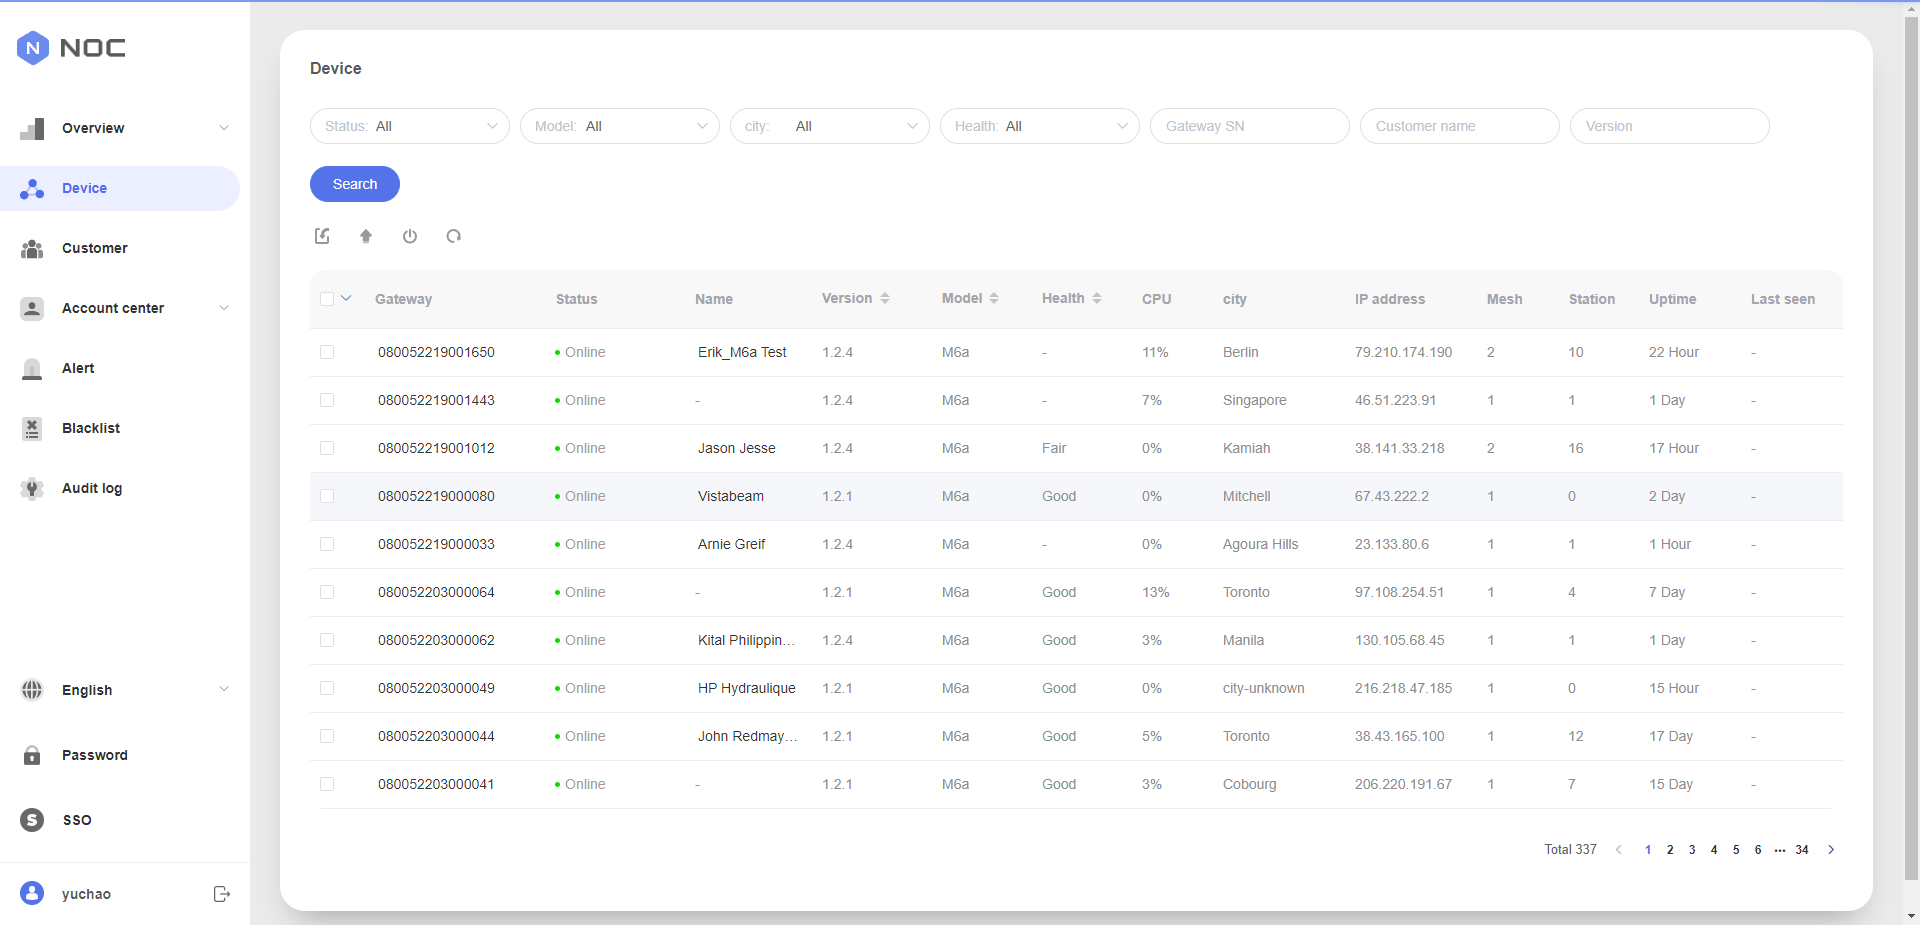 N NOC
Overview
Device
Customer
Account center
Alert
Blacklist
Audit log
English
Password
S SSO
yuchao
Device
Status: All Model: All city: All Health: All Gateway SN Customer name Version
Search
Gateway Status Name Version Model Health CPU city IP address Mesh Station Uptime Last seen
080052219001650 Online Erik_M6a Test 1.2.4 M6a - 11% Berlin 79.210.174.190 2 10 22 Hour -
080052219001443 Online - 1.2.4 M6a - 7% Singapore 46.51.223.91 1 1 1 Day -
080052219001012 Online Jason Jesse 1.2.4 M6a Fair 0% Kamiah 38.141.33.218 2 16 17 Hour -
080052219000080 Online Vistabeam 1.2.1 M6a Good 0% Mitchell 67.43.222.2 1 0 2 Day -
080052219000033 Online Arnie Greif 1.2.4 M6a - 0% Agoura Hills 23.133.80.6 1 1 1 Hour -
080052203000064 Online - 1.2.1 M6a Good 13% Toronto 97.108.254.51 1 4 7 Day -
080052203000062 Online Kital Philippin... 1.2.4 M6a Good 3% Manila 130.105.68.45 1 1 1 Day -
080052203000049 Online HP Hydraulique 1.2.1 M6a Good 0% city-unknown 216.218.47.185 1 0 15 Hour -
080052203000044 Online John Redmay... 1.2.1 M6a Good 5% Toronto 38.43.165.100 1 12 17 Day -
080052203000041 Online - 1.2.1 M6a Good 3% Cobourg 206.220.191.67 1 7 15 Day -
Total 337 < 1 2 3 4 5 6 ... 34 >